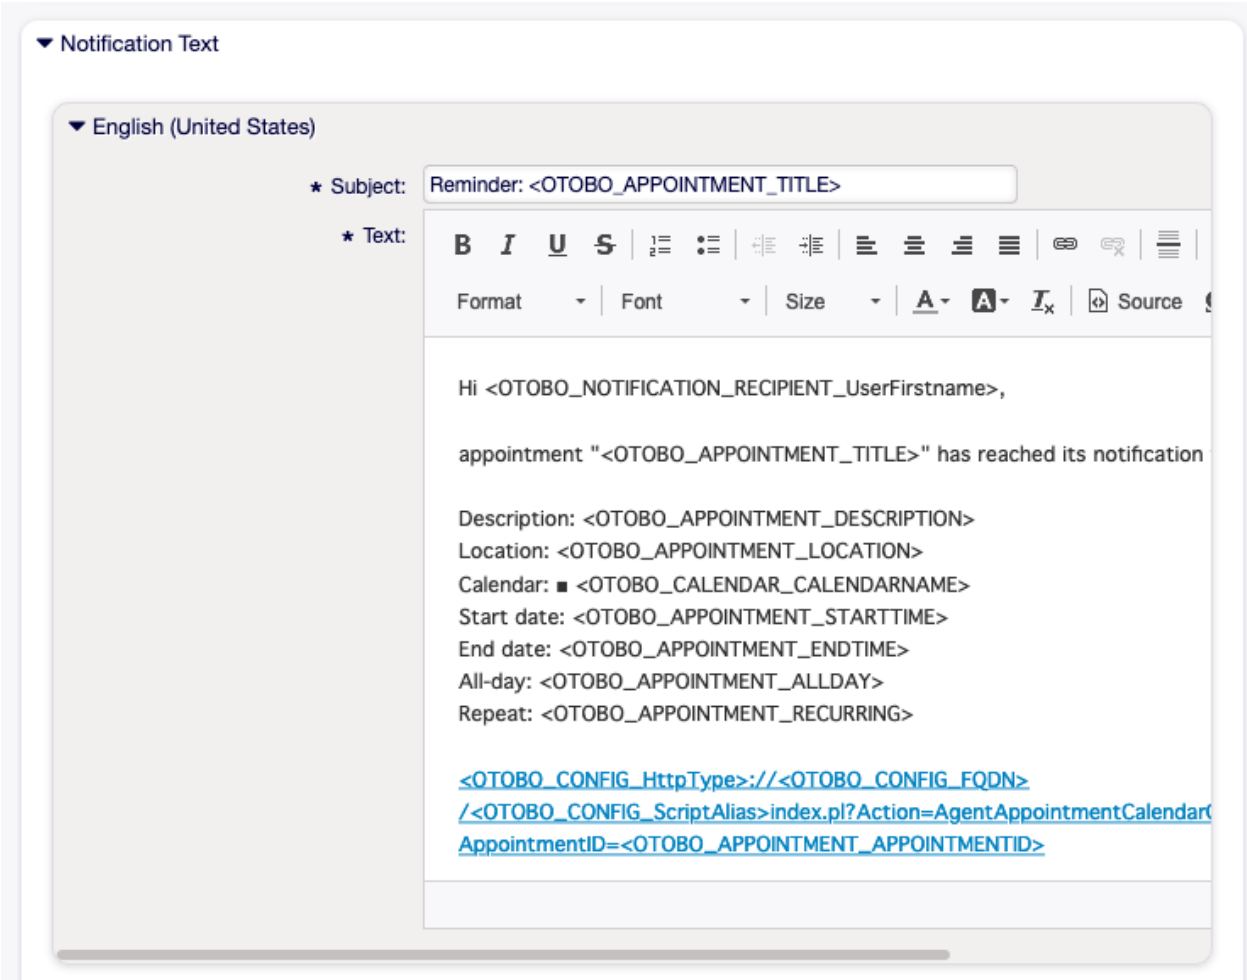 Notification Text
English (United States)
* Subject: Reminder: <OTOBO_APPOINTMENT_TITLE>
* Text:
B I U S
Format Font Size A A Tx Source
Hi <OTOBO_NOTIFICATION_RECIPIENT_UserFirstname>,
appointment "<OTOBO_APPOINTMENT_TITLE>" has reached its notification
Description: <OTOBO_APPOINTMENT_DESCRIPTION>
Location: <OTOBO_APPOINTMENT_LOCATION>
Calendar: ■ <OTOBO_CALENDAR_CALENDARNAME>
Start date: <OTOBO_APPOINTMENT_STARTTIME>
End date: <OTOBO_APPOINTMENT_ENDTIME>
All-day: <OTOBO_APPOINTMENT_ALLDAY>
Repeat: <OTOBO_APPOINTMENT_RECURRING>
<OTOBO_CONFIG_HttpType>://<OTOBO_CONFIG_FQDN>
/<OTOBO_CONFIG_ScriptAlias>index.pl?Action=AgentAppointmentCalendar
AppointmentID=<OTOBO_APPOINTMENT_APPOINTMENTID>